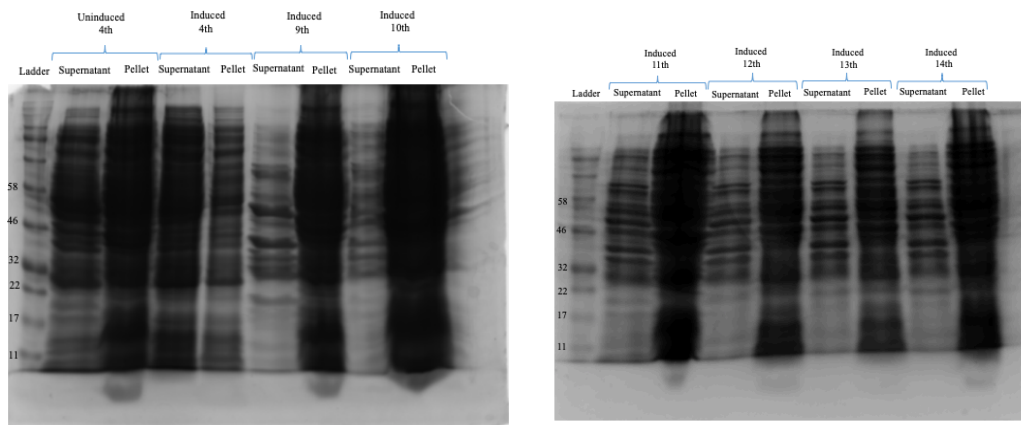 Uninduced
4th
Induced
4th
Induced
9th
Induced
10th
Ladder Supernatant Pellet Supernatant Pellet Supernatant Pellet Supernatant Pellet
58
46
32
22
17
11
Induced
11th
Induced
12th
Induced
13th
Induced
14th
Ladder Supernatant Pellet Supernatant Pellet Supernatant Pellet Supernatant Pellet
58
46
32
22
17
11